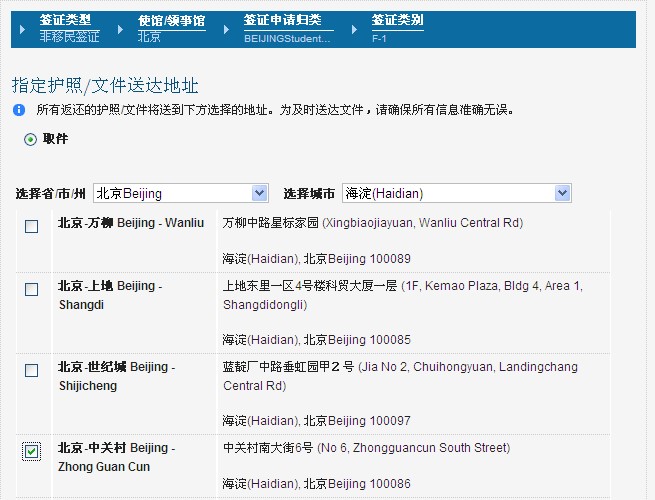 签证类型 使馆/领事馆 签证申请归类 签证类别
非移民签证 北京 BEIJINGStudent... F-1
指定护照/文件送达地址
所有返还的护照/文件将送到下方选择的地址。为及时送达文件，请确保所有信息准确无误。
取件
选择省/市/州 北京Beijing 选择城市 海淀(Haidian)
北京-万柳 Beijing - Wanliu 万柳中路星标家园 (Xingbiaojiayuan, Wanliu Central Rd)
海淀(Haidian), 北京Beijing 100089
北京-上地 Beijing - 上地东里一区4号楼科贸大厦一层 (1F, Kemao Plaza, Bldg 4, Area 1,
Shangdi Shangdidongli)
海淀(Haidian), 北京Beijing 100085
北京-世纪城 Beijing - 蓝靛厂中路垂虹园甲2号 (Jia No 2, Chuihongyuan, Landingchang
Shijicheng Central Rd)
海淀(Haidian), 北京Beijing 100097
北京-中关村 Beijing - 中关村南大街6号 (No 6, Zhongguancun South Street)
Zhong Guan Cun
海淀(Haidian), 北京Beijing 100086